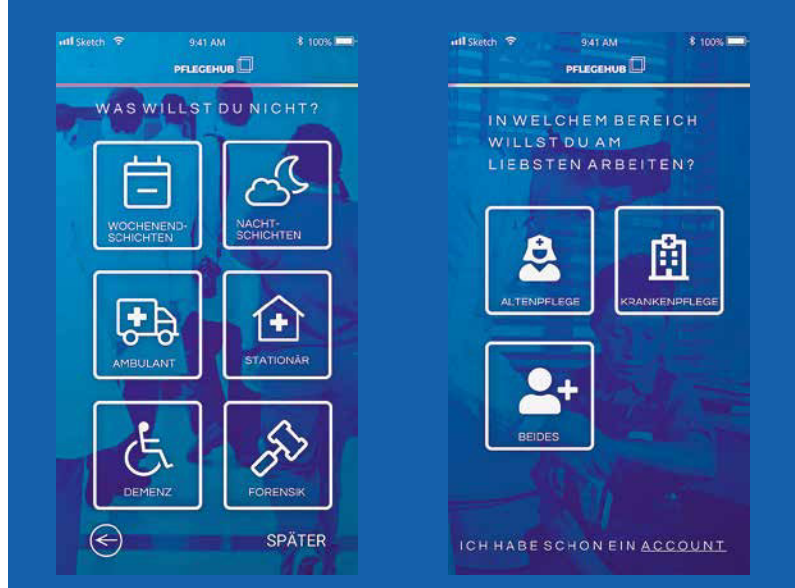 Sketch 9:41 AM 100%
PFLEGEHUB
WAS WILLST DU NICHT?
WOCHENEND-
SCHICHTEN
NACHT-
SCHICHTEN
AMBULANT
STATIONÄR
DEMENZ
FORENSIK
SPÄTER
Sketch 9:41 AM 100%
PFLEGEHUB
IN WELCHEM BEREICH
WILLST DU AM
LIEBSTEN ARBEITEN?
ALTENPFLEGE
KRANKENPFLEGE
BEIDES
ICH HABE SCHON EIN ACCOUNT